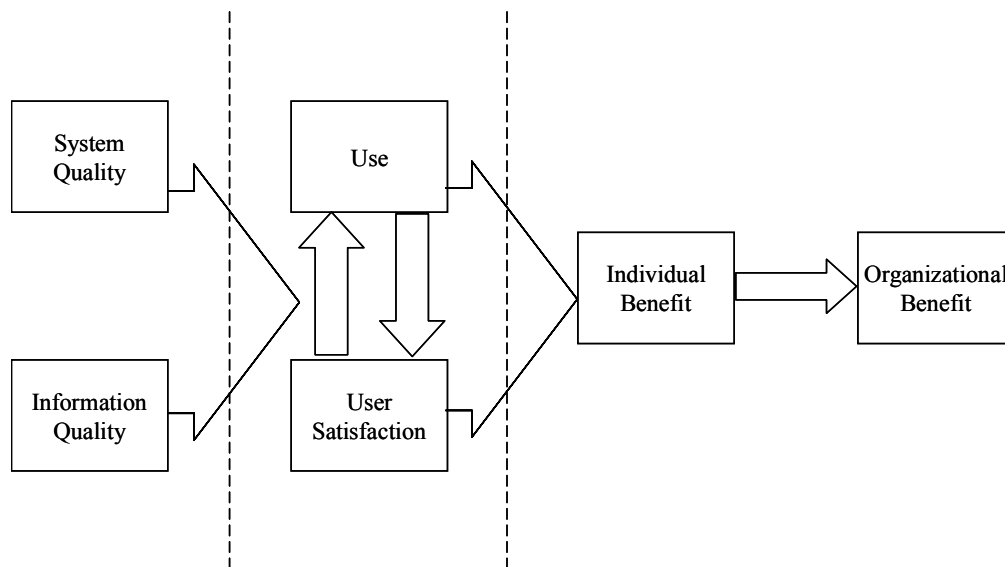 System
Quality
Use
Individual
Benefit
Organizational
Benefit
Information
Quality
User
Satisfaction